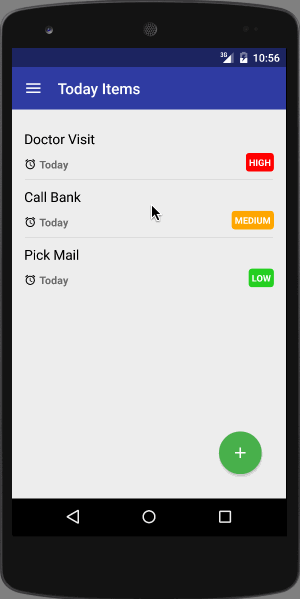 3G 10:56
Today Items
Doctor Visit
Today HIGH
Call Bank
Today MEDIUM
Pick Mail
Today LOW
+